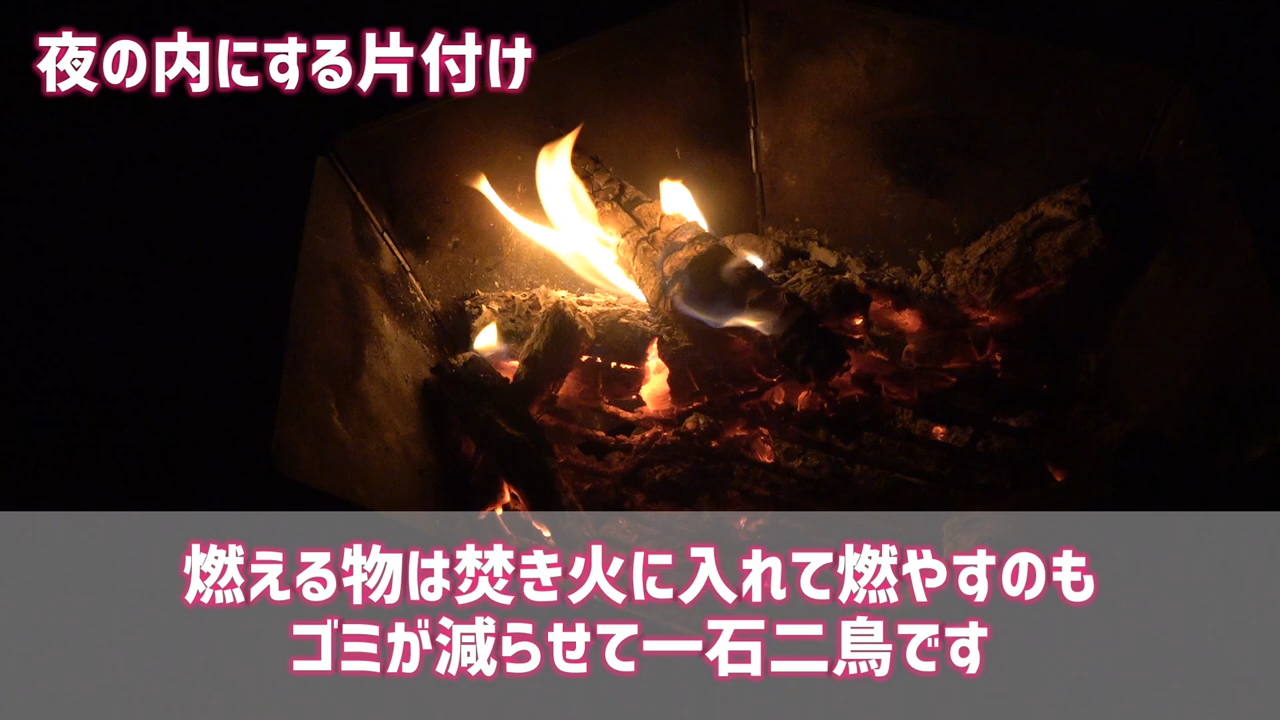 夜の内にする片付け
燃える物は焚き火に入れて燃やすのも
ゴミが減らせて一石二鳥です